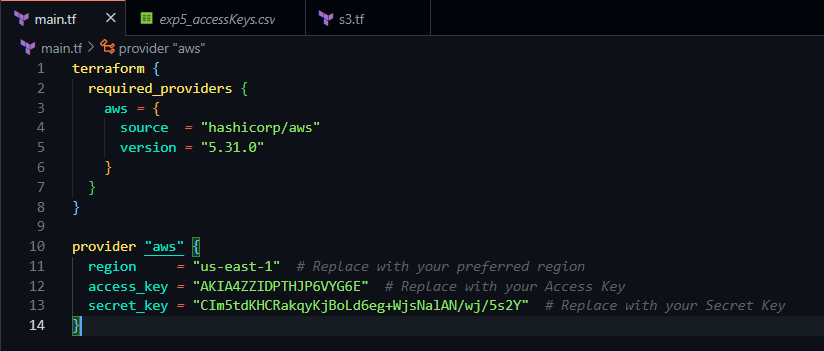 main.tf
exp5_accessKeys.csv
s3.tf
main.tf > provider "aws"
1 terraform {
2 required_providers {
3 aws = {
4 source = "hashicorp/aws"
5 version = "5.31.0"
6 }
7 }
8 }
9
10 provider "aws" {
11 region = "us-east-1" # Replace with your preferred region
12 access_key = "AKIA4ZZIDPTHJP6VYG6E" # Replace with your Access Key
13 secret_key = "CIm5tdKHCRakqyKjBoLd6eg+WjsNalAN/wj/5s2Y" # Replace with your Secret Key
14 }